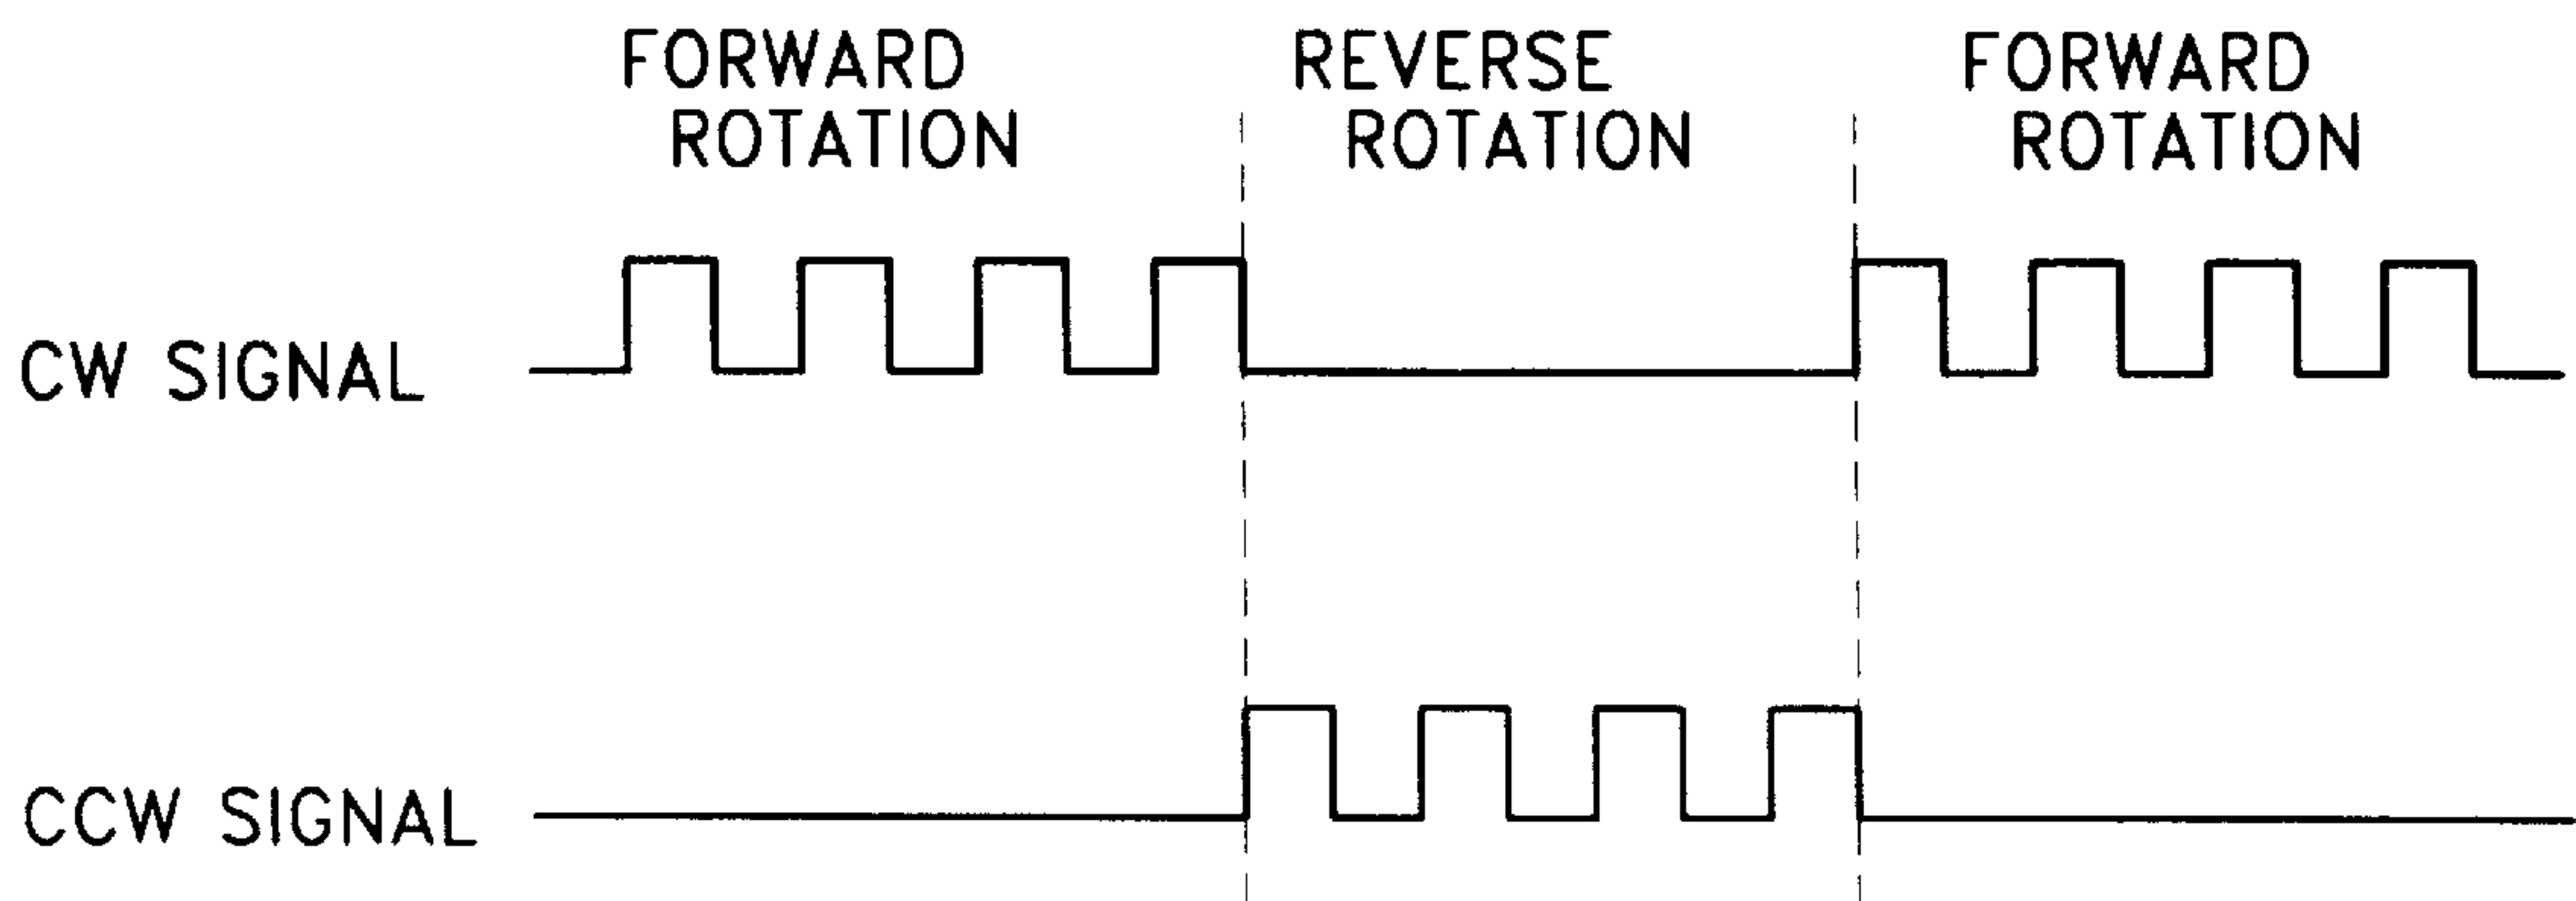 FORWARD
ROTATION
REVERSE
ROTATION
FORWARD
ROTATION
CW SIGNAL
CCW SIGNAL